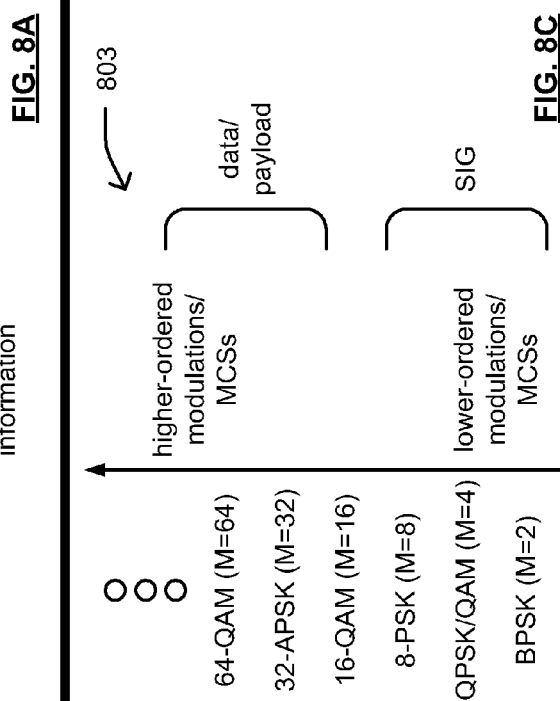 information
FIG. 8A
803
64-QAM (M=64)
32-APSK (M=32)
16-QAM (M=16)
8-PSK (M=8)
QPSK/QAM (M=4)
BPSK (M=2)
higher-ordered
modulations/
MCSs
lower-ordered
modulations/
MCSs
data/
payload
SIG
FIG. 8C